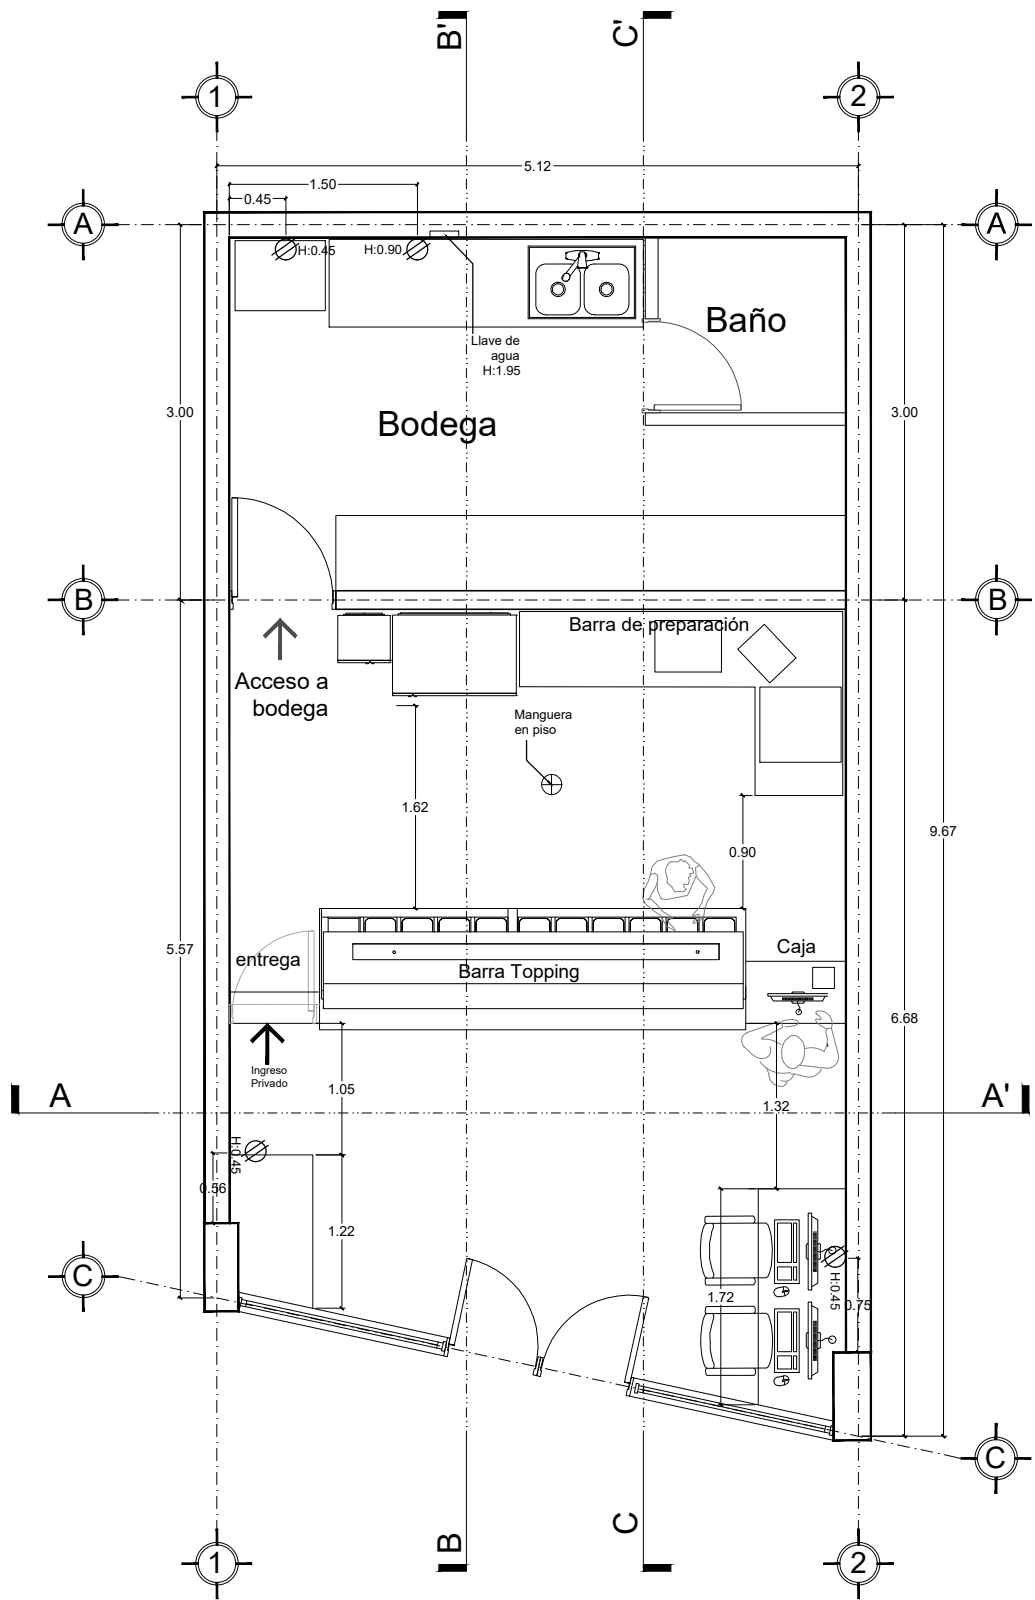 B'
C'
1
2
5.12
1.50
0.45
A
A
H:0.45
H:0.90
Baño
Llave de
agua
H:1.95
3.00
3.00
Bodega
B
B
Barra de preparación
Acceso a
bodega
Manguera
en piso
1.62
9.67
0.90
5.57
entrega
Caja
Barra Topping
6.68
Ingreso
Privado
1.05
A
A'
1.32
H:0.45
0.56
1.22
C
1.72
H:0.45
0.75
C
B
C
1
2